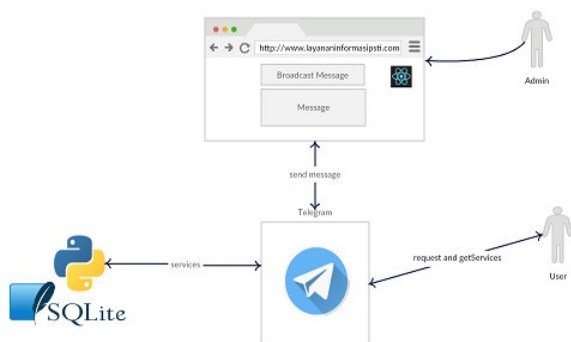 http://www.layananinformasipsti.com
Broadcast Message
Message
Admin
send message
Telegram
services
request and getServices
User
SQLite